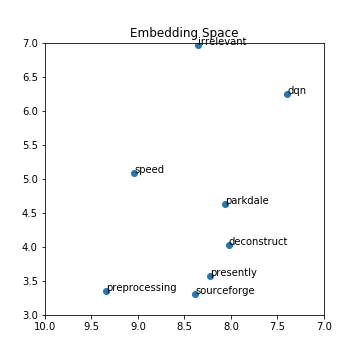 Embedding Space
7.0
irrelevant
6.5
dqn
6.0
5.5
speed
5.0
parkdale
4.5
deconstruct
4.0
presently
3.5
preprocessing
sourceforge
3.0
10.0 9.5 9.0 8.5 8.0 7.5 7.0